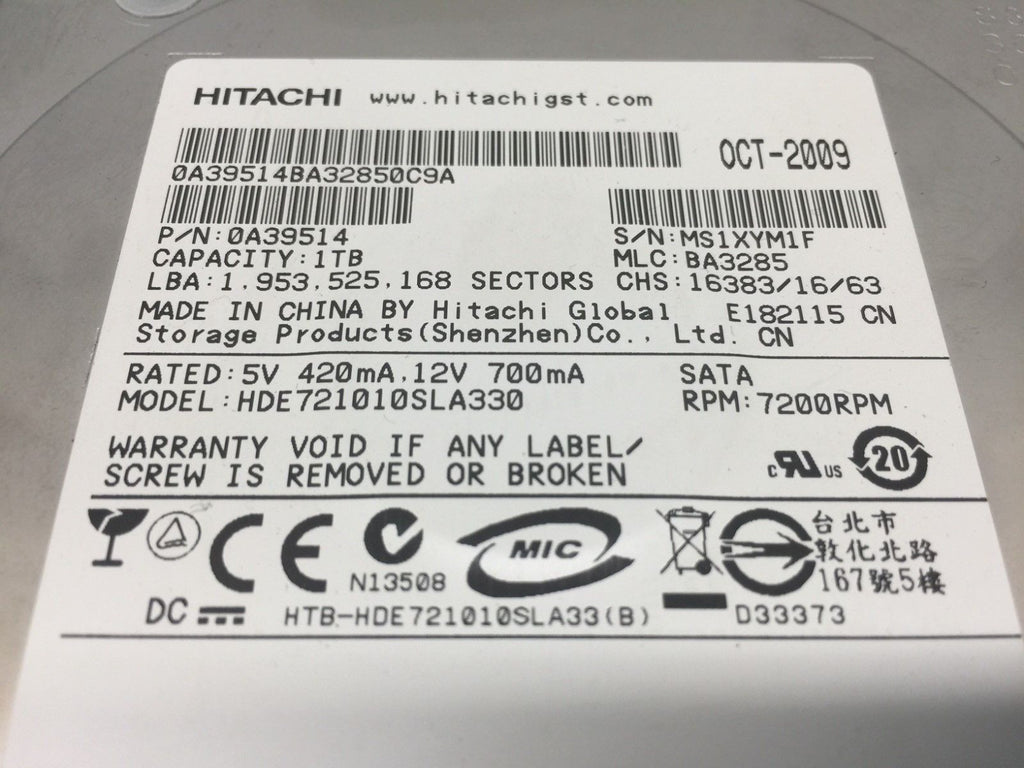 HITACHI www.hitachigst.com
0A39514BA32850C9A OCT-2009
P/N:0A39514 S/N:MS1XYM1F
CAPACITY:1TB MLC:BA3285
LBA:1,953,525,168 SECTORS CHS:16383/16/63
MADE IN CHINA BY Hitachi Global E182115 CN
Storage Products(Shenzhen)Co., Ltd. CN
RATED:5V 420mA,12V 700mA SATA
MODEL:HDE721010SLA330 RPM:7200RPM
WARRANTY VOID IF ANY LABEL/
SCREW IS REMOVED OR BROKEN
c RU US 20
CE N13508 MIC
台北市
敦化北路
167號5樓
DC HTB-HDE721010SLA33(B) D33373